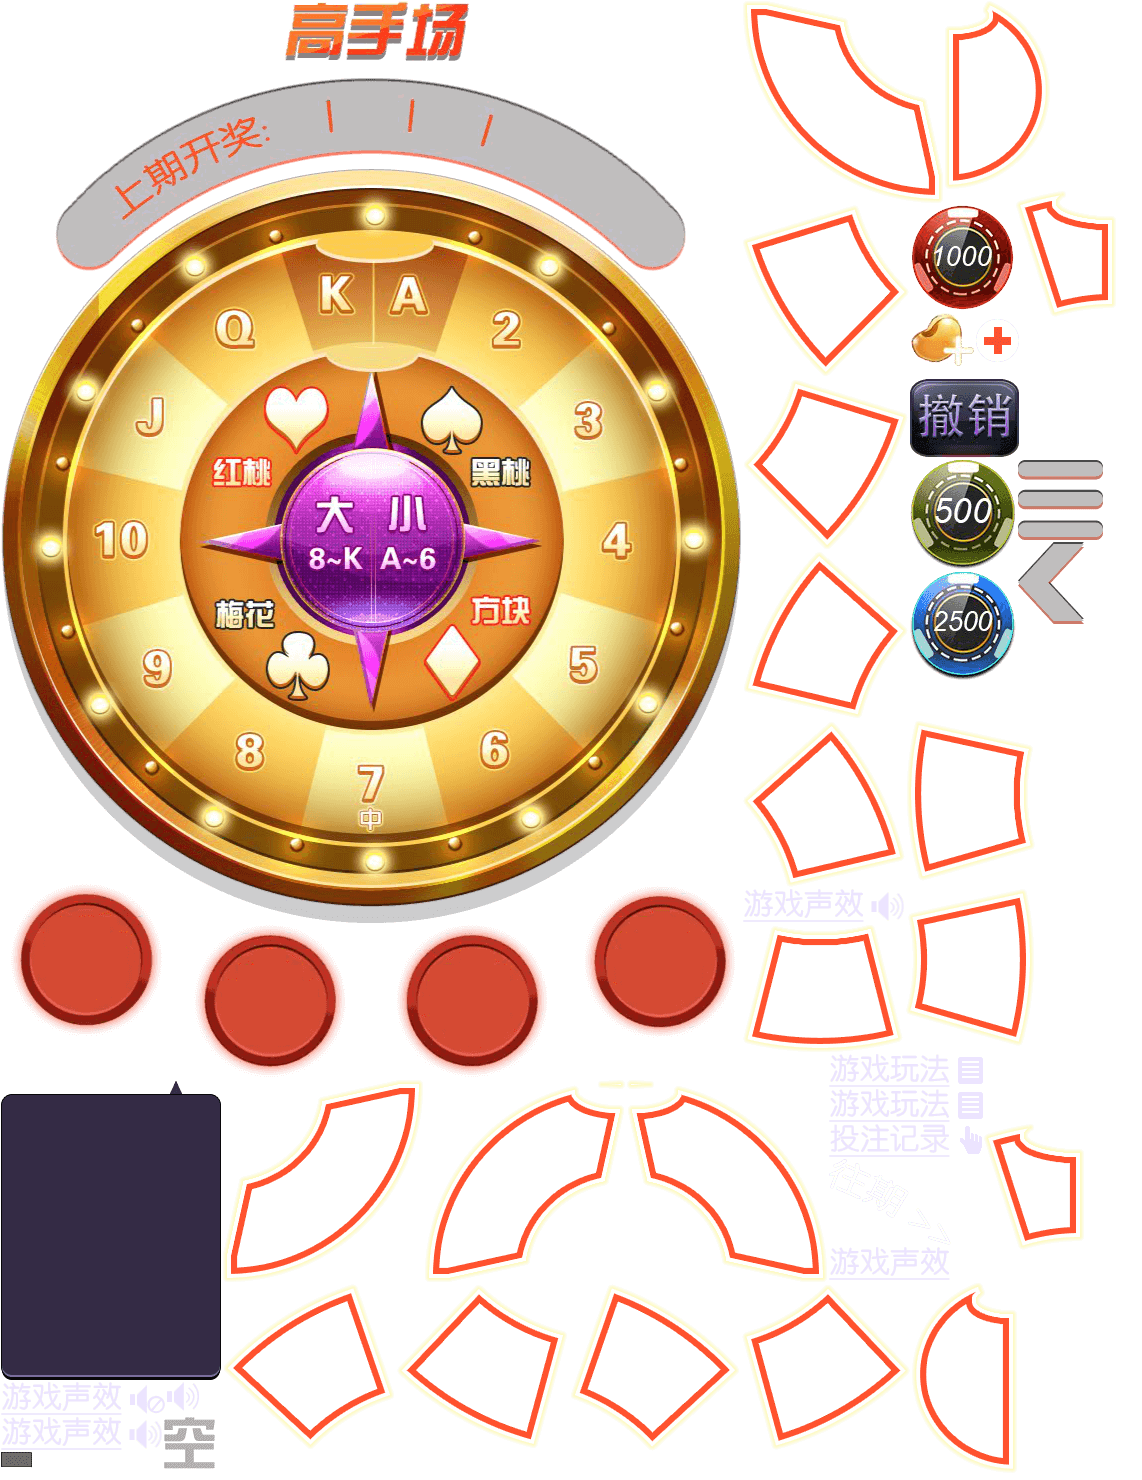 高手场
上期开奖:
K A
Q 2
J 3
10 4
9 5
8 6
7
中
红桃 黑桃
大 小
8~K A~6
梅花 方块
1000
撤销
500
2500
游戏声效
游戏玩法
游戏玩法
投注记录
往期 >>
游戏声效
游戏声效
游戏声效
空